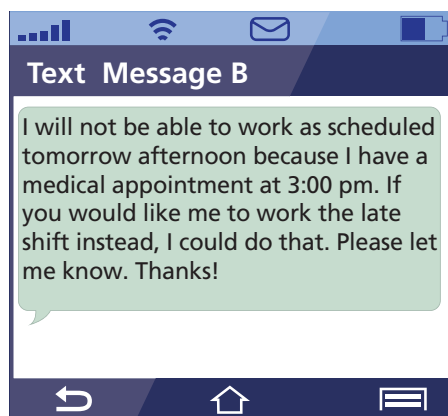 Text Message B
I will not be able to work as scheduled
tomorrow afternoon because I have a
medical appointment at 3:00 pm. If
you would like me to work the late
shift instead, I could do that. Please let
me know. Thanks!